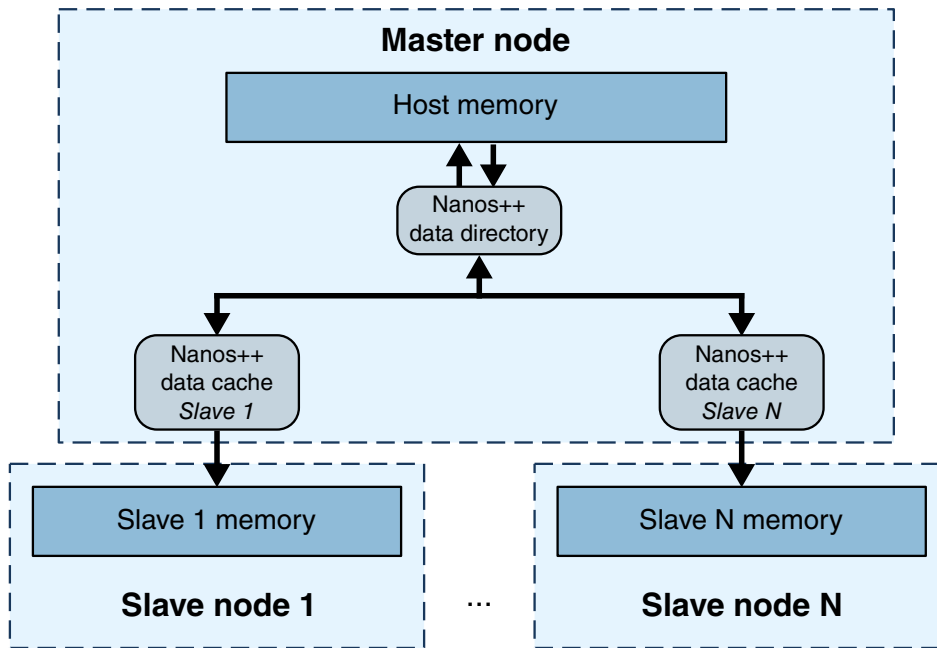 Master node
Host memory
Nanos++
data directory
Nanos++
data cache
Slave 1
Nanos++
data cache
Slave N
Slave 1 memory
Slave N memory
Slave node 1
...
Slave node N